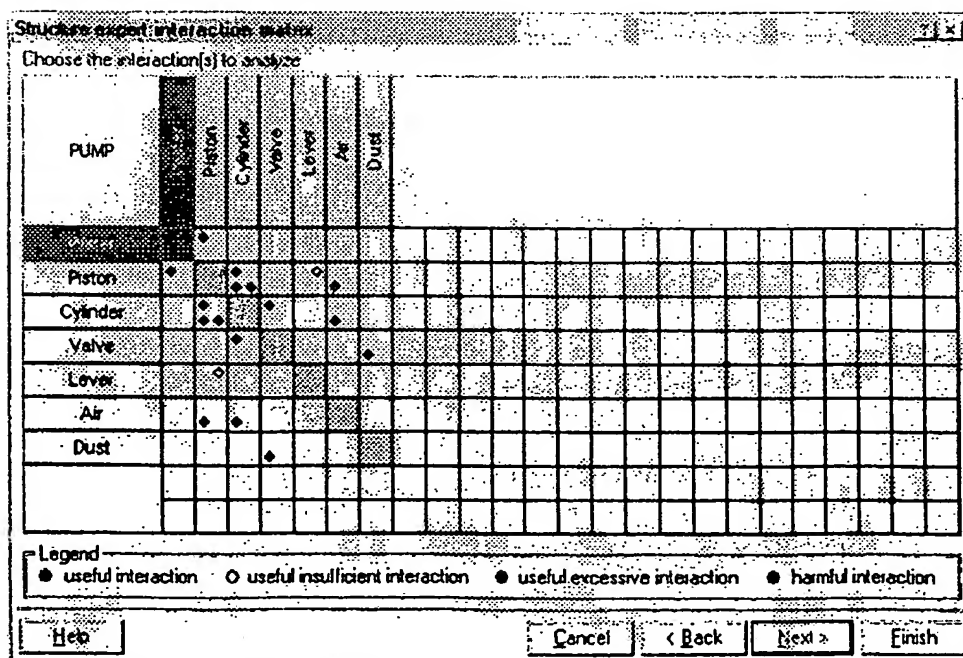 Structure expert interaction matrix
Choose the interaction(s) to analyze
PUMP Piston Cylinder Valve Lever Air Dust
Piston
Cylinder
Valve
Lever
Air
Dust
Legend
useful interaction useful insufficient interaction useful excessive interaction harmful interaction
Help Cancel < Back Next > Finish